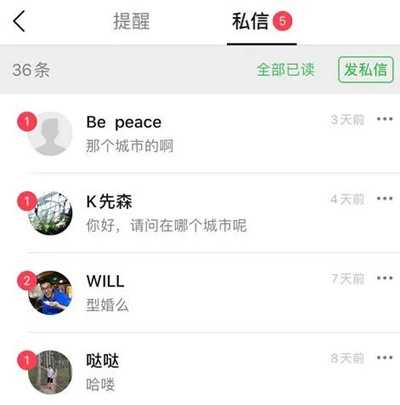 提醒 私信 5
36条 全部已读 发私信
1 Be peace 3天前
那个城市的啊
1 K先森 4天前
你好，请问在哪个城市呢
2 WILL 7天前
型婚么
1 哒哒 8天前
哈喽